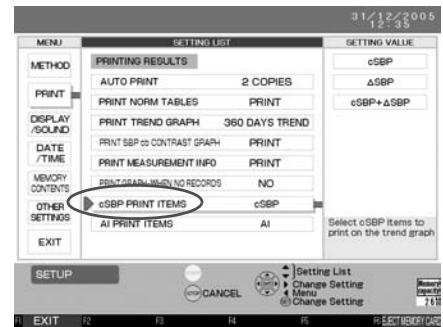 31/12/2005
12:35
MENU
SETTING LIST
SETTING VALUE
METHOD
PRINT
DISPLAY
/SOUND
DATE
/TIME
MEMORY
CONTENTS
OTHER
SETTINGS
EXIT
PRINTING RESULTS
AUTO PRINT 2 COPIES
PRINT NORM TABLES PRINT
PRINT TREND GRAPH 360 DAYS TREND
PRINT SBP cb CONTRAST GRAPH PRINT
PRINT MEASUREMENT INFO PRINT
PRINT GRAPH WHEN NO RECORDS NO
cSBP PRINT ITEMS cSBP
AI PRINT ITEMS AI
cSBP
ΔSBP
cSBP+ΔSBP
Select cSBP items to
print on the trend graph
SETUP
STOP CANCEL
Setting List
Change Setting
Menu
Change Setting
Memory
capacity
F1 EXIT F2 F3 F4 F5 F6 EJECT MEMORY CARD